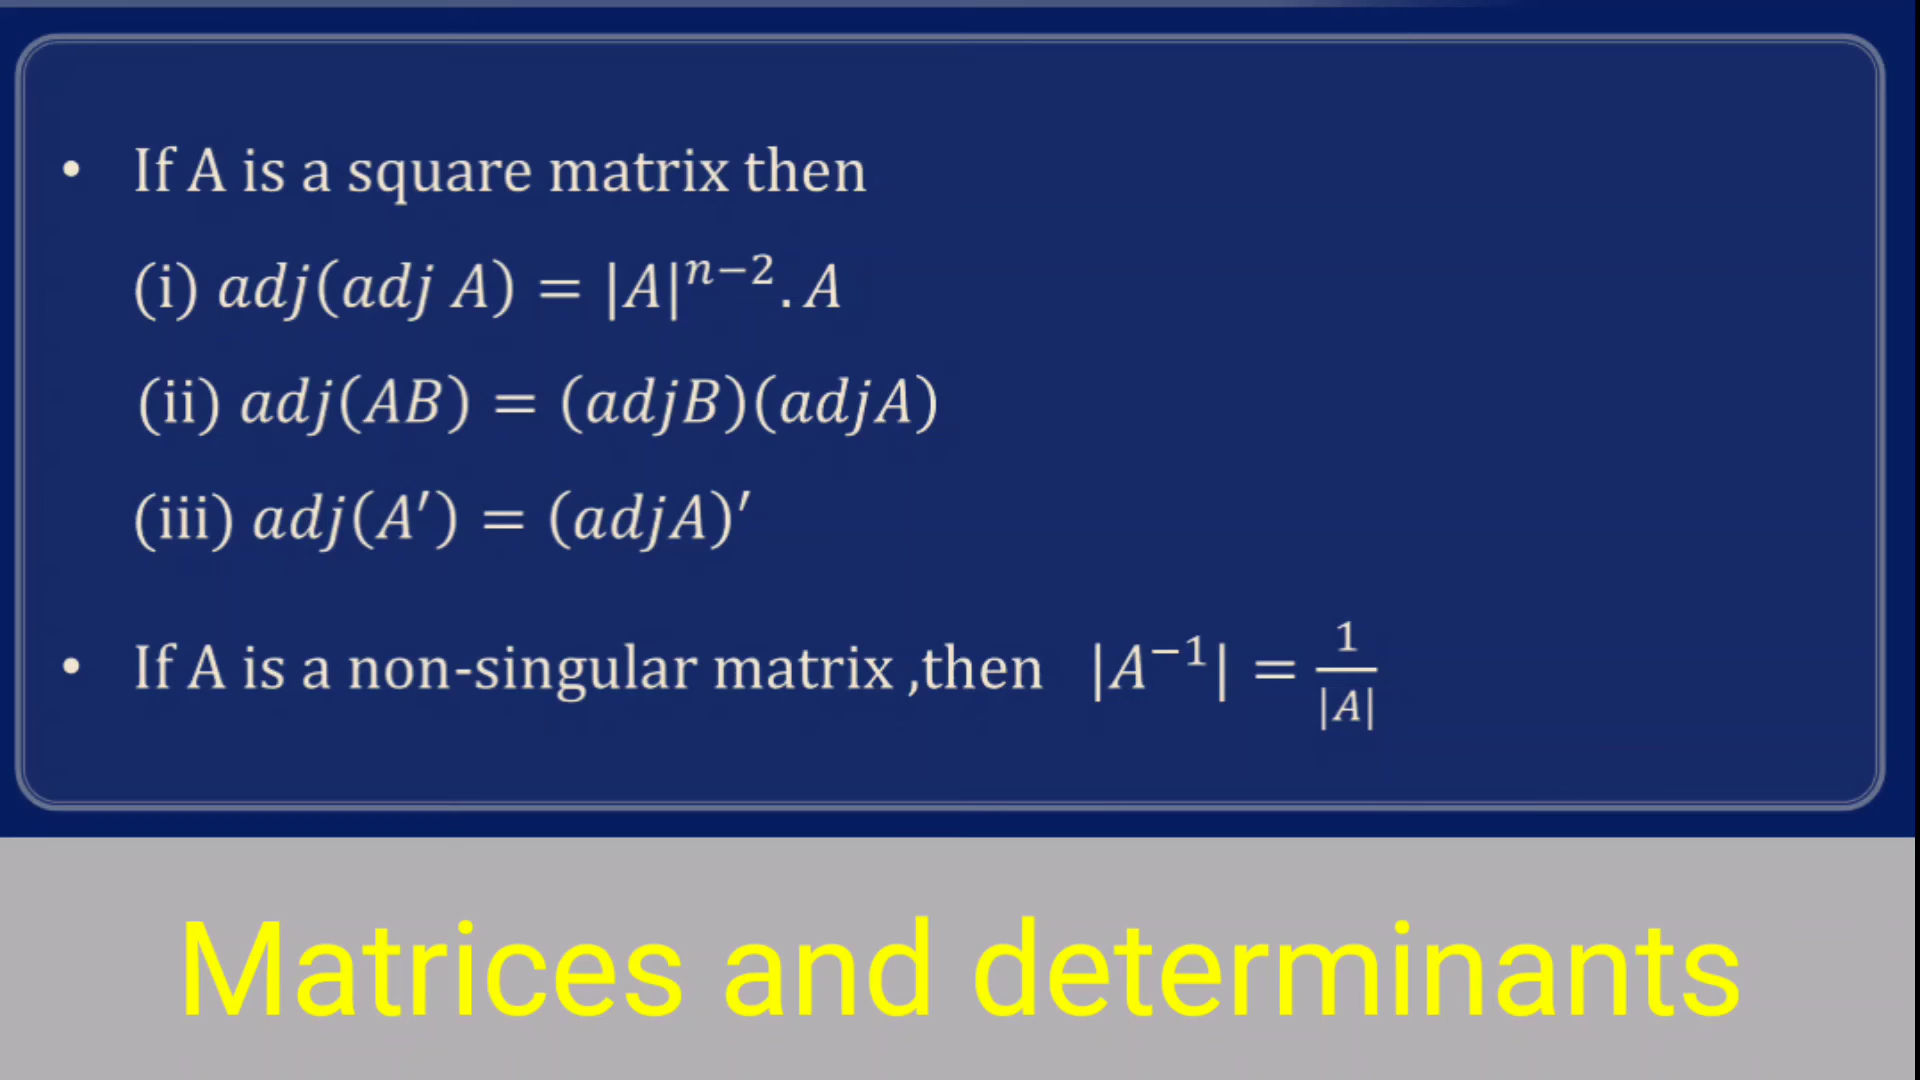 • If A is a square matrix then
(i) adj(adj A) = |A|ⁿ⁻². A
(ii) adj(AB) = (adjB)(adjA)
(iii) adj(A′) = (adjA)′
• If A is a non-singular matrix ,then |A⁻¹| = 1/|A|
Matrices and determinants